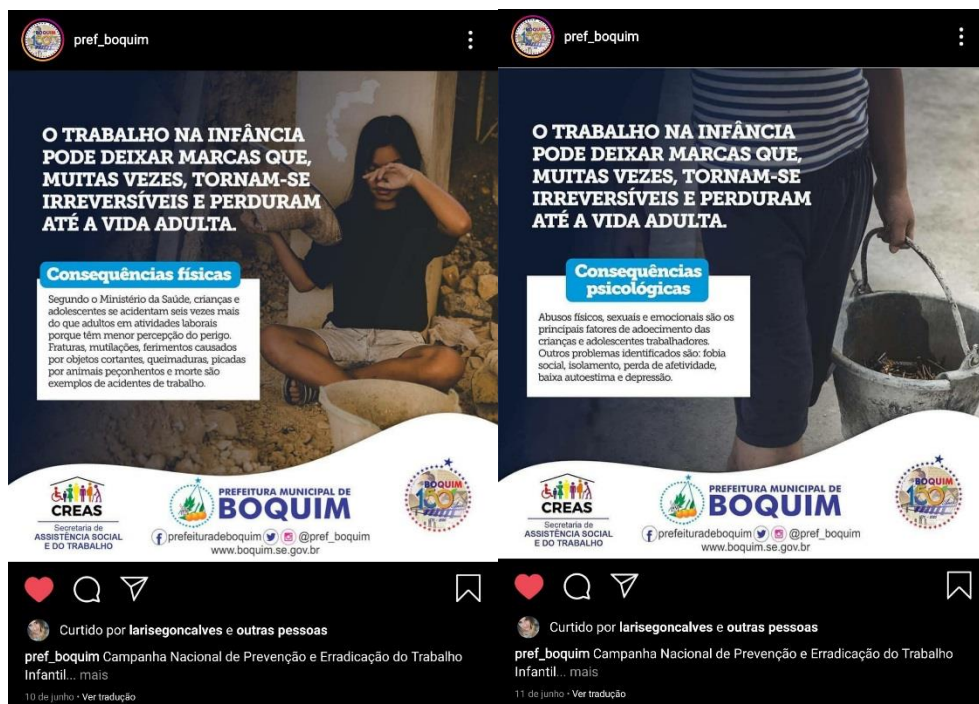 pref_boquim
O TRABALHO NA INFÂNCIA
PODE DEIXAR MARCAS QUE,
MUITAS VEZES, TORNAM-SE
IRREVERSÍVEIS E PERDURAM
ATÉ A VIDA ADULTA.
Consequências físicas
Segundo o Ministério da Saúde, crianças e
adolescentes se acidentam seis vezes mais
do que adultos em atividades laborais
porque têm menor percepção do perigo.
Fraturas, mutilações, ferimentos causados
por objetos cortantes, queimaduras, picadas
por animais peçonhentos e morte são
exemplos de acidentes de trabalho.
CREAS
Secretaria de
ASSISTÊNCIA SOCIAL
E DO TRABALHO
PREFEITURA MUNICIPAL DE
BOQUIM
prefeituradeboquim @pref_boquim
www.boquim.se.gov.br
BOQUIM
150
Curtido por larisegoncalves e outras pessoas
pref_boquim Campanha Nacional de Prevenção e Erradicação do Trabalho
Infantil... mais
10 de junho • Ver tradução
pref_boquim
O TRABALHO NA INFÂNCIA
PODE DEIXAR MARCAS QUE,
MUITAS VEZES, TORNAM-SE
IRREVERSÍVEIS E PERDURAM
ATÉ A VIDA ADULTA.
Consequências
psicológicas
Abusos físicos, sexuais e emocionais são os
principais fatores de adoecimento das
crianças e adolescentes trabalhadores.
Outros problemas identificados são: fobia
social, isolamento, perda de afetividade,
baixa autoestima e depressão.
CREAS
Secretaria de
ASSISTÊNCIA SOCIAL
E DO TRABALHO
PREFEITURA MUNICIPAL DE
BOQUIM
prefeituradeboquim @pref_boquim
www.boquim.se.gov.br
BOQUIM
150
Curtido por larisegoncalves e outras pessoas
pref_boquim Campanha Nacional de Prevenção e Erradicação do Trabalho
Infantil... mais
11 de junho • Ver tradução